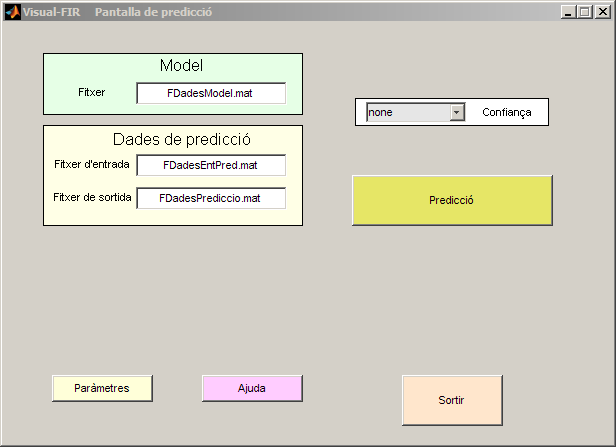 Visual-FIR Pantalla de predicció
Model
Fitxer FDadesModel.mat
none Confiança
Dades de predicció
Fitxer d'entrada FDadesEntPred.mat
Fitxer de sortida FDadesPrediccio.mat
Predicció
Paràmetres Ajuda Sortir